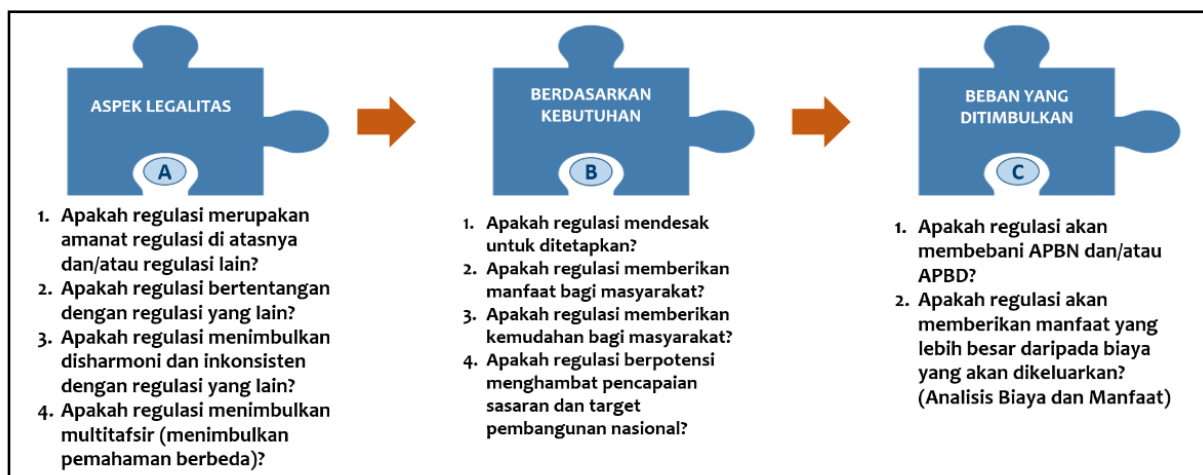 ASPEK LEGALITAS
A
1. Apakah regulasi merupakan
amanat regulasi di atasnya
dan/atau regulasi lain?
2. Apakah regulasi bertentangan
dengan regulasi yang lain?
3. Apakah regulasi menimbulkan
disharmoni dan inkonsisten
dengan regulasi yang lain?
4. Apakah regulasi menimbulkan
multitafsir (menimbulkan
pemahaman berbeda)?
BERDASARKAN
KEBUTUHAN
B
1. Apakah regulasi mendesak
untuk ditetapkan?
2. Apakah regulasi memberikan
manfaat bagi masyarakat?
3. Apakah regulasi memberikan
kemudahan bagi masyarakat?
4. Apakah regulasi berpotensi
menghambat pencapaian
sasaran dan target
pembangunan nasional?
BEBAN YANG
DITIMBULKAN
C
1. Apakah regulasi akan
membebani APBN dan/atau
APBD?
2. Apakah regulasi akan
memberikan manfaat yang
lebih besar daripada biaya
yang akan dikeluarkan?
(Analisis Biaya dan Manfaat)